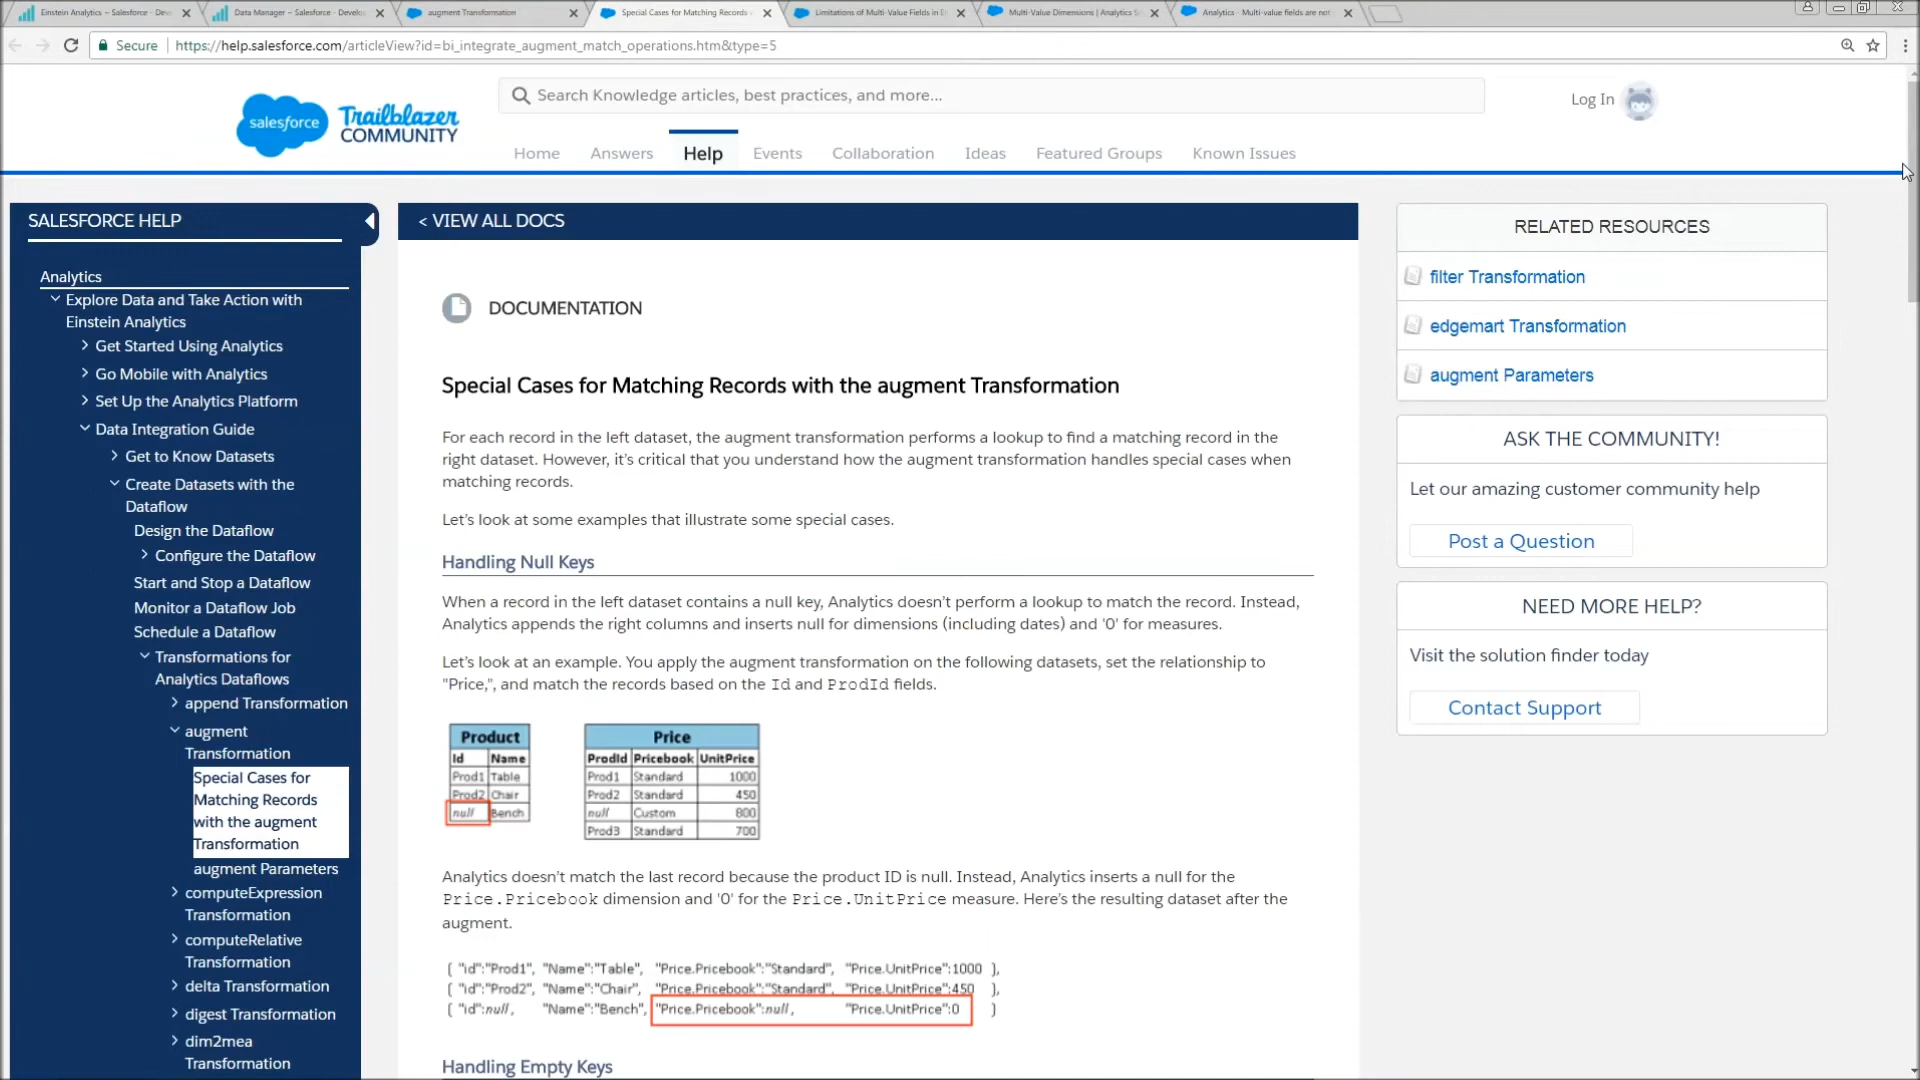 Einstein Analytics ~ Salesforce - Deve
Data Manager ~ Salesforce - Develo
augment Transformation
Special Cases for Matching Records
Limitations of Multi-Value Fields in E
Multi-Value Dimensions | Analytics S
Analytics - Multi-value fields are not
Secure
https://help.salesforce.com/articleView?id=bi_integrate_augment_match_operations.htm&type=5
salesforce
Trailblazer
COMMUNITY
Search Knowledge articles, best practices, and more...
Log In
Home
Answers
Help
Events
Collaboration
Ideas
Featured Groups
Known Issues
SALESFORCE HELP
Analytics
Explore Data and Take Action with
Einstein Analytics
Get Started Using Analytics
Go Mobile with Analytics
Set Up the Analytics Platform
Data Integration Guide
Get to Know Datasets
Create Datasets with the
Dataflow
Design the Dataflow
Configure the Dataflow
Start and Stop a Dataflow
Monitor a Dataflow Job
Schedule a Dataflow
Transformations for
Analytics Dataflows
append Transformation
augment
Transformation
Special Cases for
Matching Records
with the augment
Transformation
augment Parameters
computeExpression
Transformation
computeRelative
Transformation
delta Transformation
digest Transformation
dim2mea
Transformation
< VIEW ALL DOCS
DOCUMENTATION
Special Cases for Matching Records with the augment Transformation
For each record in the left dataset, the augment transformation performs a lookup to find a matching record in the
right dataset. However, it's critical that you understand how the augment transformation handles special cases when
matching records.
Let's look at some examples that illustrate some special cases.
Handling Null Keys
When a record in the left dataset contains a null key, Analytics doesn't perform a lookup to match the record. Instead,
Analytics appends the right columns and inserts null for dimensions (including dates) and '0' for measures.
Let's look at an example. You apply the augment transformation on the following datasets, set the relationship to
"Price,", and match the records based on the Id and ProdId fields.
Product
Id Name
Prod1 Table
Prod2 Chair
null Bench
Price
ProdId Pricebook UnitPrice
Prod1 Standard 1000
Prod2 Standard 450
null Custom 800
Prod3 Standard 700
Analytics doesn't match the last record because the product ID is null. Instead, Analytics inserts a null for the
Price.Pricebook dimension and '0' for the Price.UnitPrice measure. Here's the resulting dataset after the
augment.
{ "id":"Prod1", "Name":"Table", "Price.Pricebook":"Standard", "Price.UnitPrice":1000 },
{ "id":"Prod2", "Name":"Chair", "Price.Pricebook":"Standard", "Price.UnitPrice":450 },
{ "id":null, "Name":"Bench", "Price.Pricebook":null, "Price.UnitPrice":0 }
Handling Empty Keys
RELATED RESOURCES
filter Transformation
edgemart Transformation
augment Parameters
ASK THE COMMUNITY!
Let our amazing customer community help
Post a Question
NEED MORE HELP?
Visit the solution finder today
Contact Support